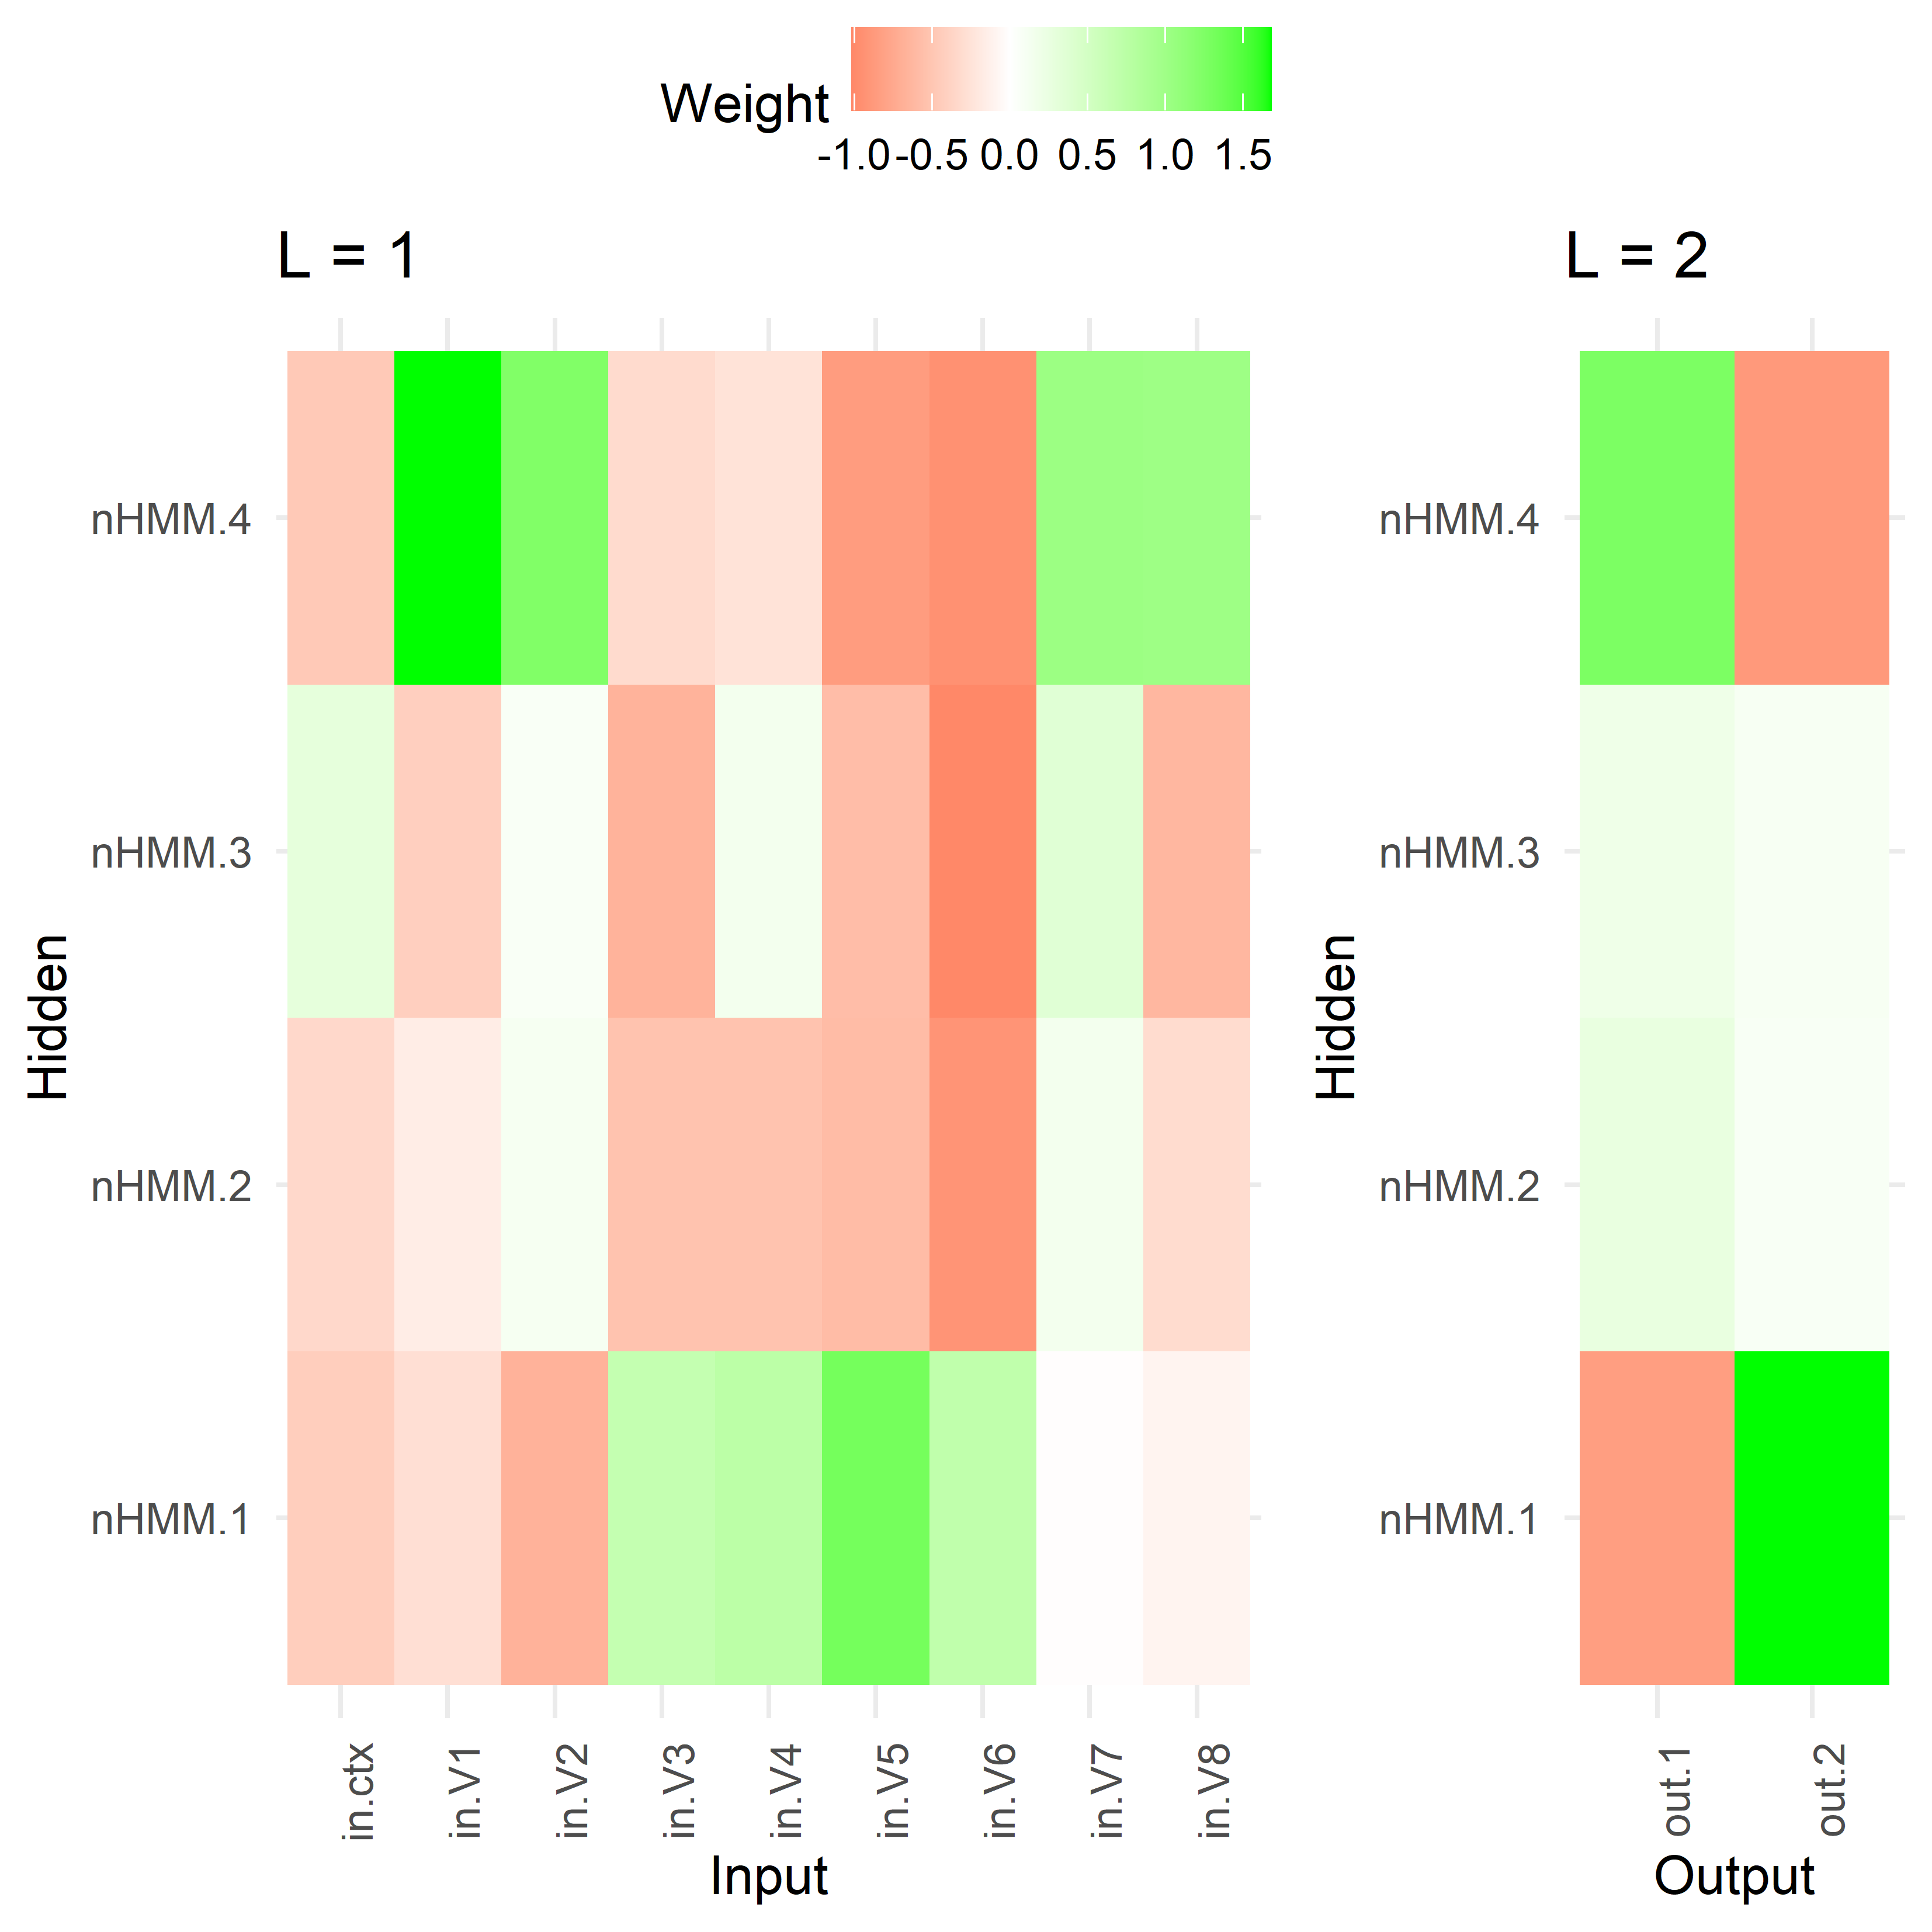 Weight
-1.0 -0.5 0.0 0.5 1.0 1.5
L = 1
nHMM.4
nHMM.3
nHMM.2
nHMM.1
Hidden
in.ctx
in.V1
in.V2
in.V3
in.V4
in.V5
in.V6
in.V7
in.V8
Input
L = 2
nHMM.4
nHMM.3
nHMM.2
nHMM.1
Hidden
out.1
out.2
Output